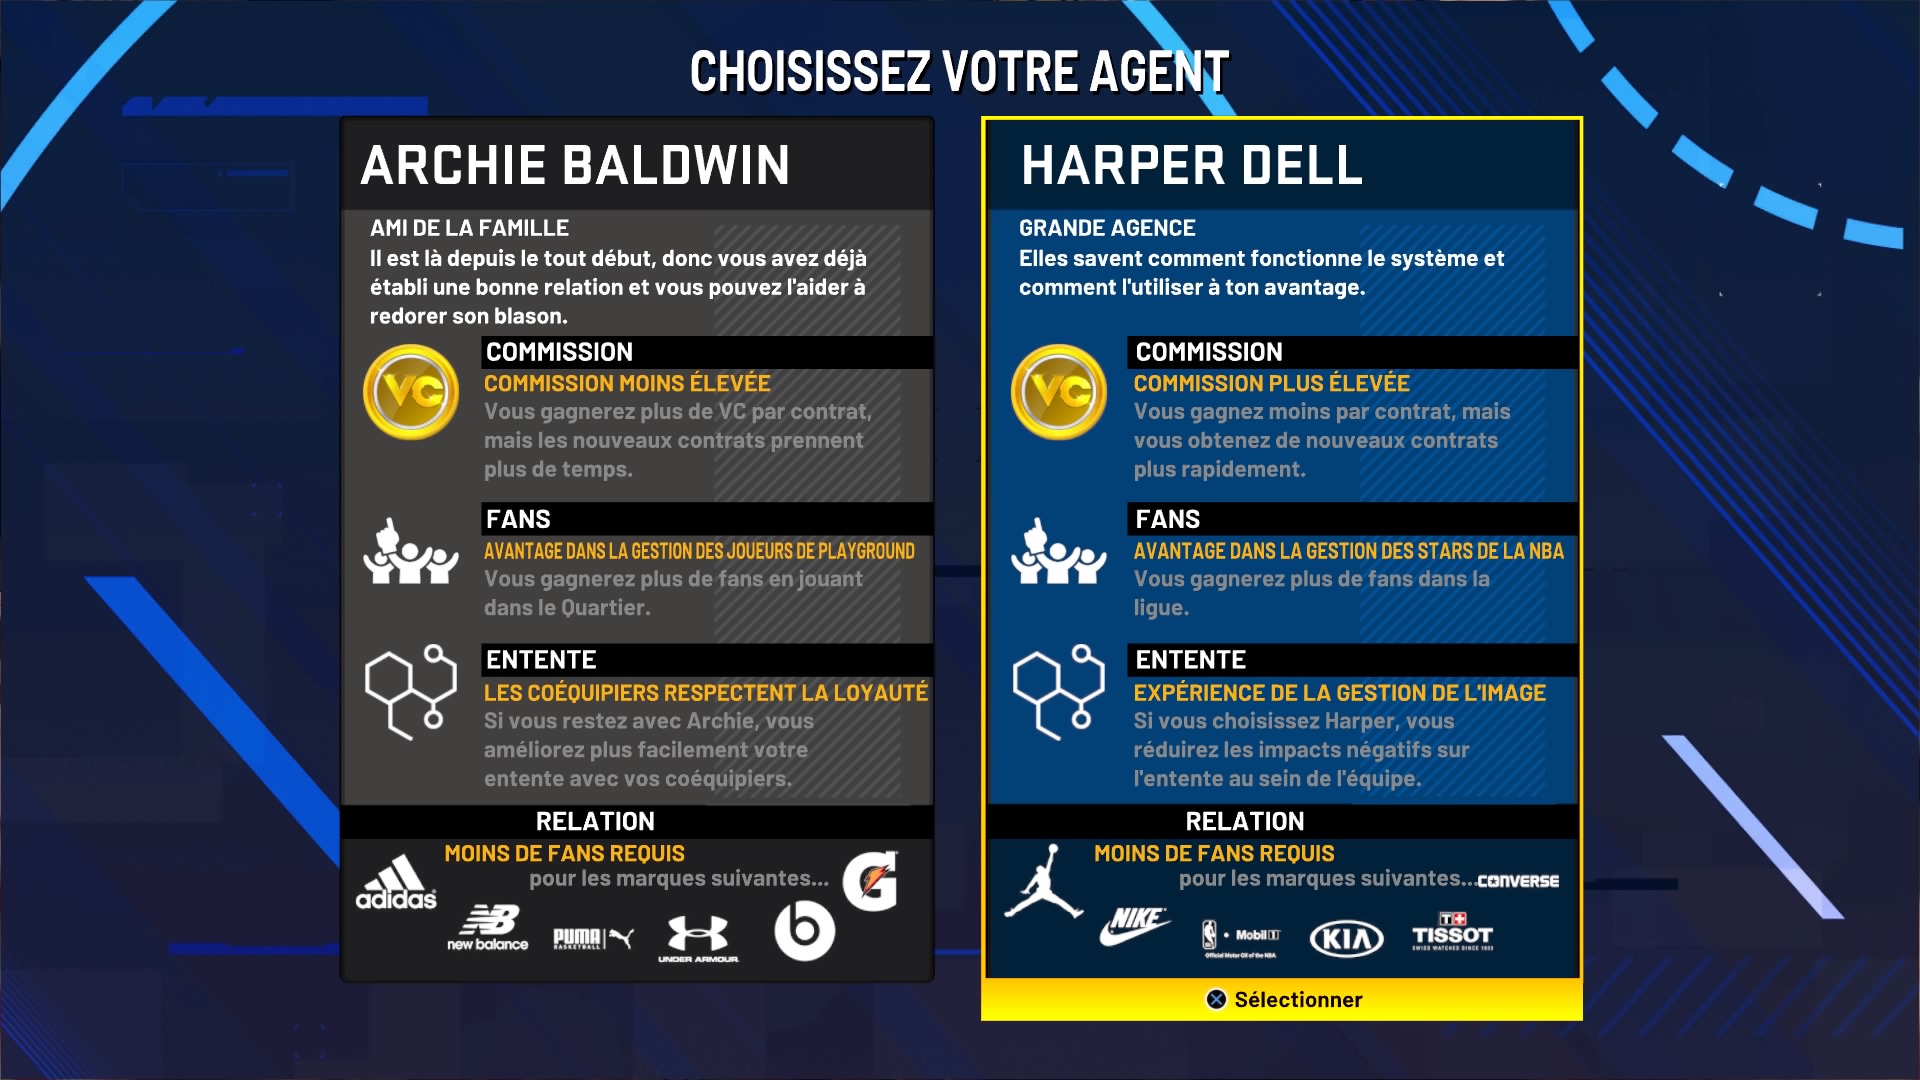 CHOISISSEZ VOTRE AGENT
ARCHIE BALDWIN
AMI DE LA FAMILLE
Il est là depuis le tout début, donc vous avez déjà
établi une bonne relation et vous pouvez l'aider à
redorer son blason.
VC
COMMISSION
COMMISSION MOINS ÉLEVÉE
Vous gagnerez plus de VC par contrat,
mais les nouveaux contrats prennent
plus de temps.
FANS
AVANTAGE DANS LA GESTION DES JOUEURS DE PLAYGROUND
Vous gagnerez plus de fans en jouant
dans le Quartier.
ENTENTE
LES COÉQUIPIERS RESPECTENT LA LOYAUTÉ
Si vous restez avec Archie, vous
améliorez plus facilement votre
entente avec vos coéquipiers.
RELATION
MOINS DE FANS REQUIS
pour les marques suivantes...
adidas
new balance
PUMA
BASKETBALL
UNDER ARMOUR
b
G
HARPER DELL
GRANDE AGENCE
Elles savent comment fonctionne le système et
comment l'utiliser à ton avantage.
VC
COMMISSION
COMMISSION PLUS ÉLEVÉE
Vous gagnez moins par contrat, mais
vous obtenez de nouveaux contrats
plus rapidement.
FANS
AVANTAGE DANS LA GESTION DES STARS DE LA NBA
Vous gagnerez plus de fans dans la
ligue.
ENTENTE
EXPÉRIENCE DE LA GESTION DE L'IMAGE
Si vous choisissez Harper, vous
réduirez les impacts négatifs sur
l'entente au sein de l'équipe.
RELATION
MOINS DE FANS REQUIS
pour les marques suivantes...
CONVERSE
NIKE
Mobil 1
Official Motor Oil of the NBA
KIA
T+
TISSOT
SWISS WATCHES SINCE 1853
Sélectionner